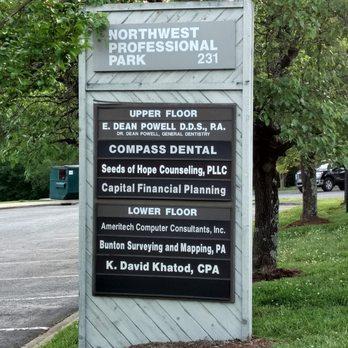 NORTHWEST
PROFESSIONAL
PARK 231
UPPER FLOOR
E. DEAN POWELL D.D.S., P.A.
DR. DEAN POWELL, GENERAL DENTISTRY
COMPASS DENTAL
Seeds of Hope Counseling, PLLC
Capital Financial Planning
LOWER FLOOR
Ameritech Computer Consultants, Inc.
Bunton Surveying and Mapping, PA
K. David Khatod, CPA